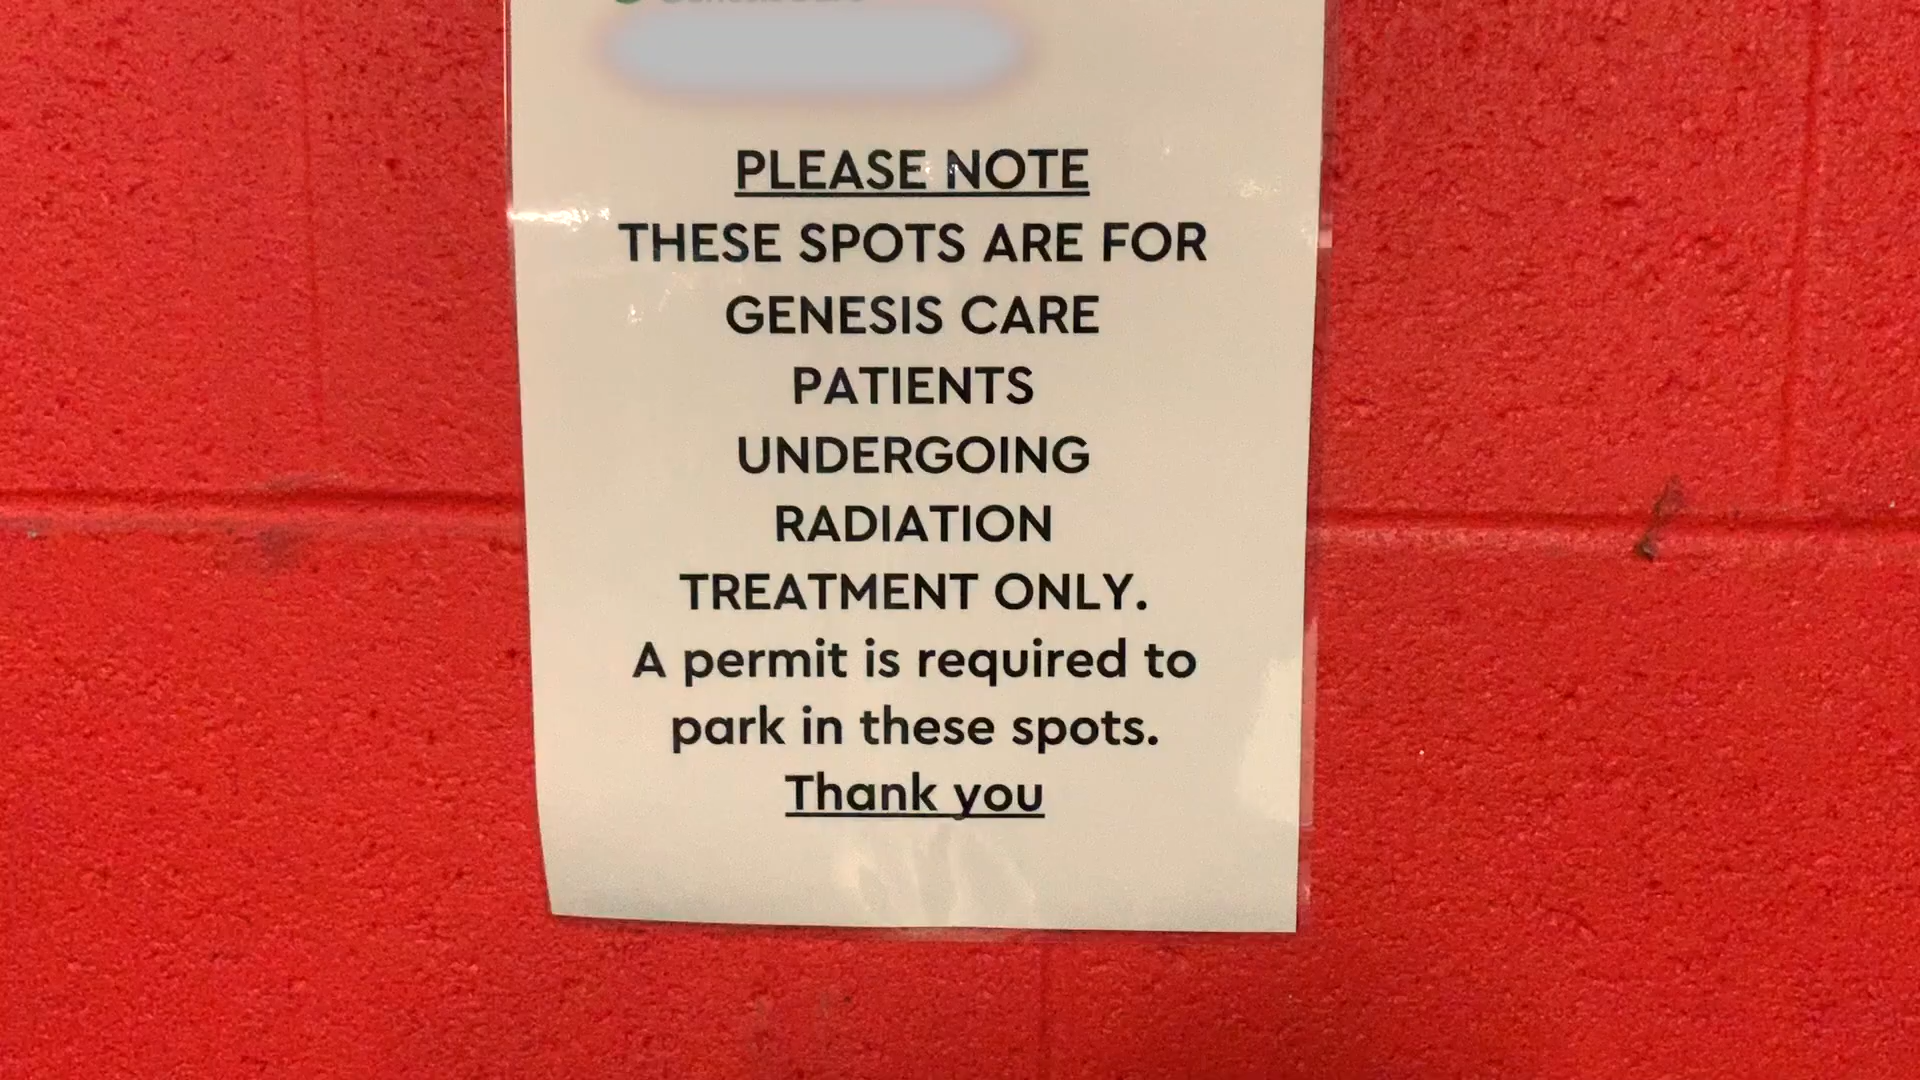 PLEASE NOTE
THESE SPOTS ARE FOR
GENESIS CARE
PATIENTS
UNDERGOING
RADIATION
TREATMENT ONLY.
A permit is required to
park in these spots.
Thank you